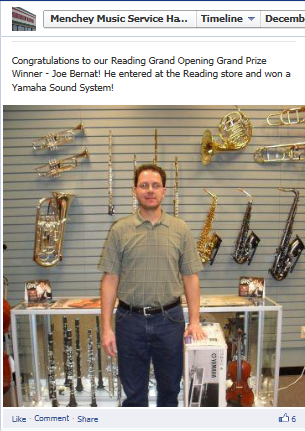 Menchey Music Service Ha...
Timeline
Decemb
Congratulations to our Reading Grand Opening Grand Prize
Winner - Joe Bernat! He entered at the Reading store and won a
Yamaha Sound System!
YAMAHA
Like · Comment · Share
6